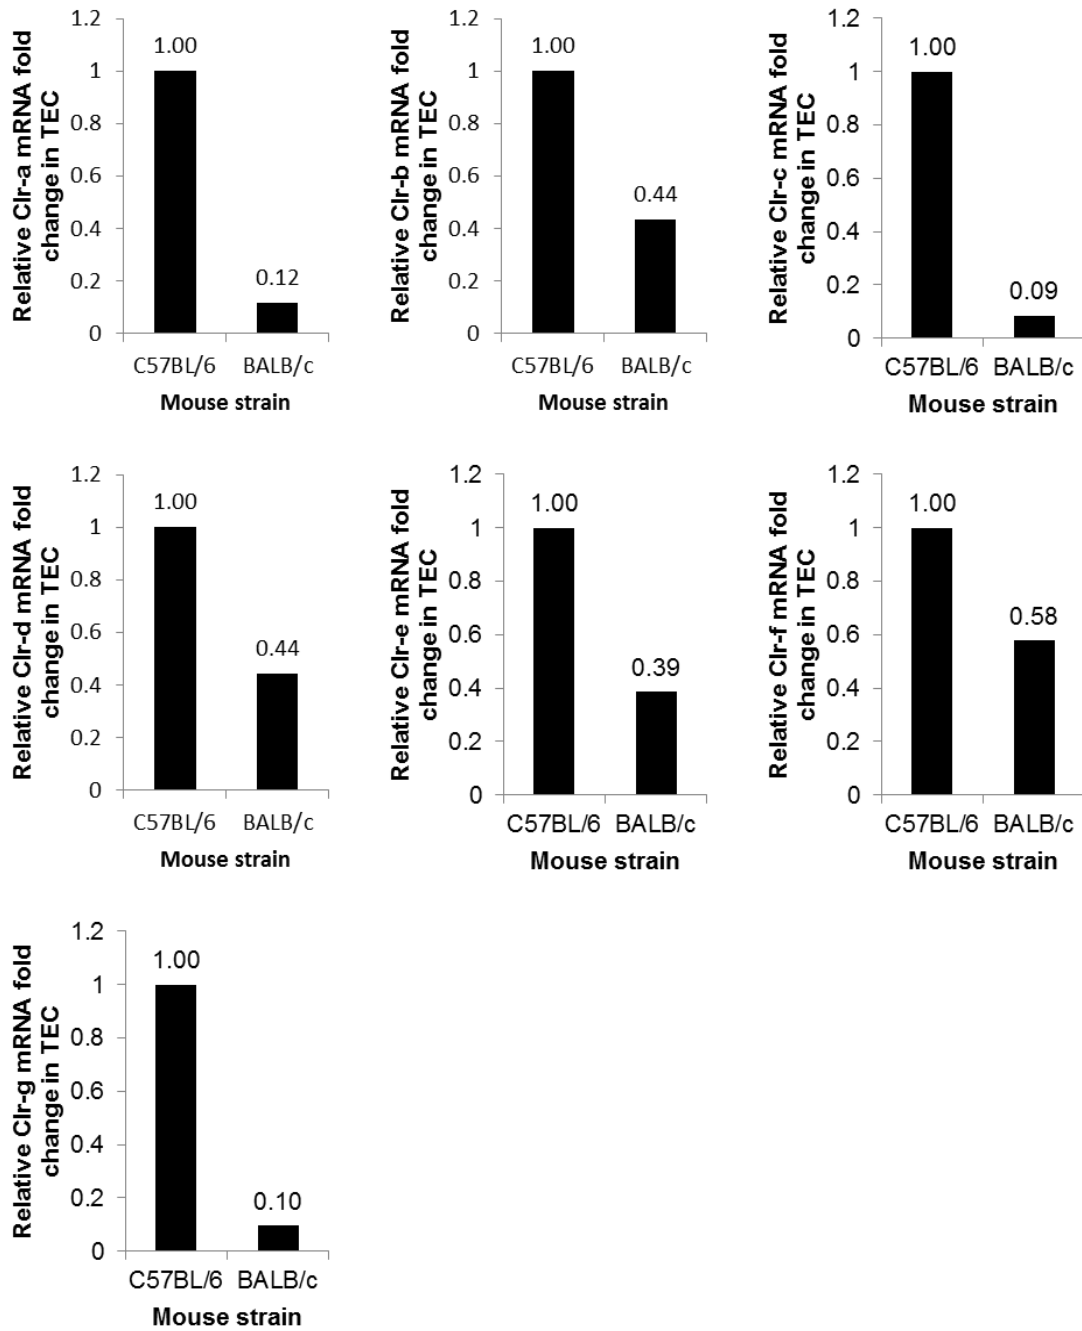 Relative Clr-a mRNA fold
change in TEC
1.2
1
0.8
0.6
0.4
0.2
0
1.00
0.12
C57BL/6 BALB/c
Mouse strain
Relative Clr-b mRNA fold
change in TEC
1.2
1
0.8
0.6
0.4
0.2
0
1.00
0.44
C57BL/6 BALB/c
Mouse strain
Relative Clr-c mRNA fold
change in TEC
1.2
1
0.8
0.6
0.4
0.2
0
1.00
0.09
C57BL/6 BALB/c
Mouse strain
Relative Clr-d mRNA fold
change in TEC
1.2
1
0.8
0.6
0.4
0.2
0
1.00
0.44
C57BL/6 BALB/c
Mouse strain
Relative Clr-e mRNA fold
change in TEC
1.2
1
0.8
0.6
0.4
0.2
0
1.00
0.39
C57BL/6 BALB/c
Mouse strain
Relative Clr-f mRNA fold
change in TEC
1.2
1
0.8
0.6
0.4
0.2
0
1.00
0.58
C57BL/6 BALB/c
Mouse strain
Relative Clr-g mRNA fold
change in TEC
1.2
1
0.8
0.6
0.4
0.2
0
1.00
0.10
C57BL/6 BALB/c
Mouse strain